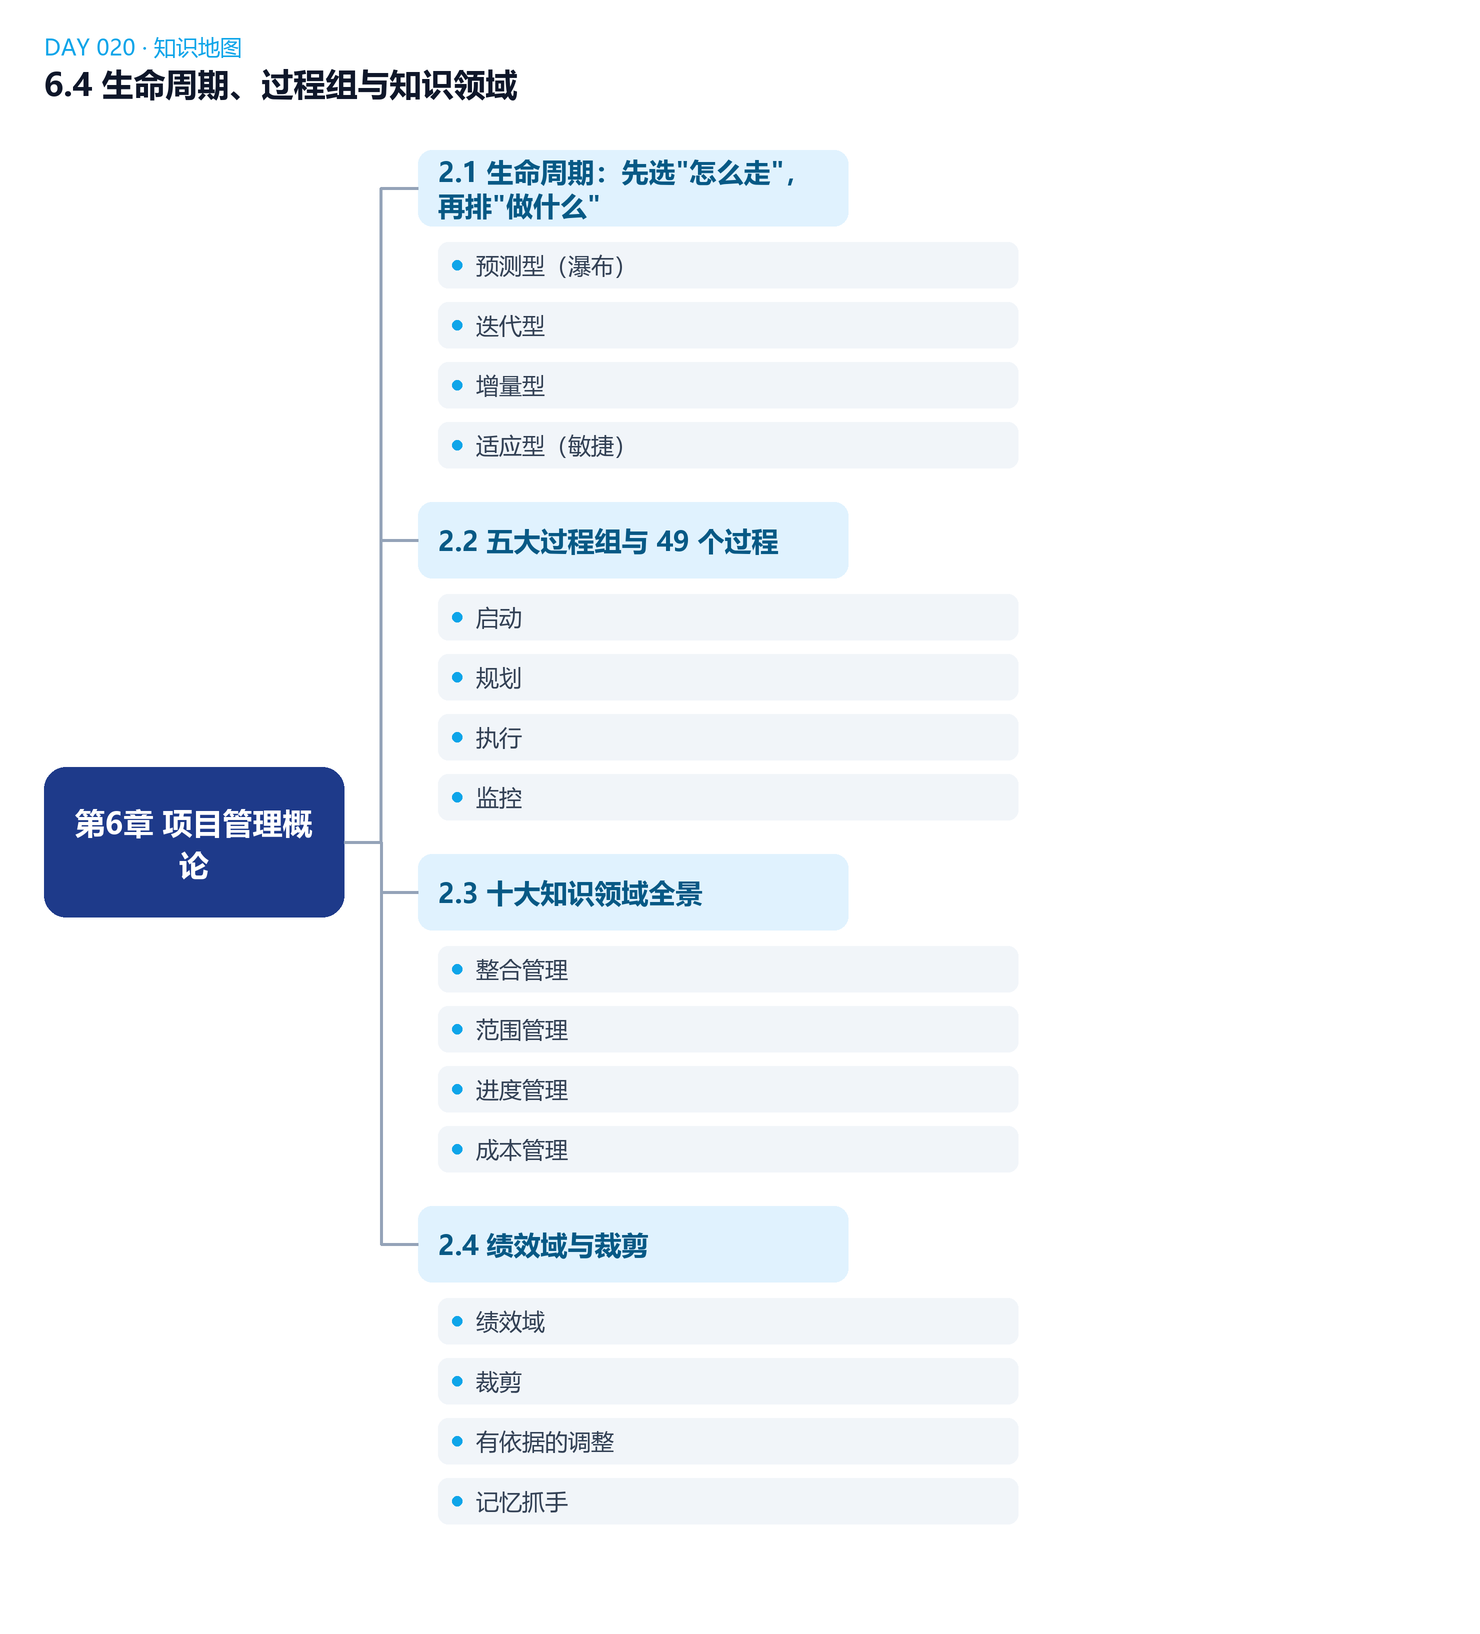 DAY 020 · 知识地图
6.4 生命周期、过程组与知识领域
2.1 生命周期：先选"怎么走"，
再排"做什么"
预测型（瀑布）
迭代型
增量型
适应型（敏捷）
2.2 五大过程组与 49 个过程
启动
规划
执行
监控
第6章 项目管理概
论
2.3 十大知识领域全景
整合管理
范围管理
进度管理
成本管理
2.4 绩效域与裁剪
绩效域
裁剪
有依据的调整
记忆抓手